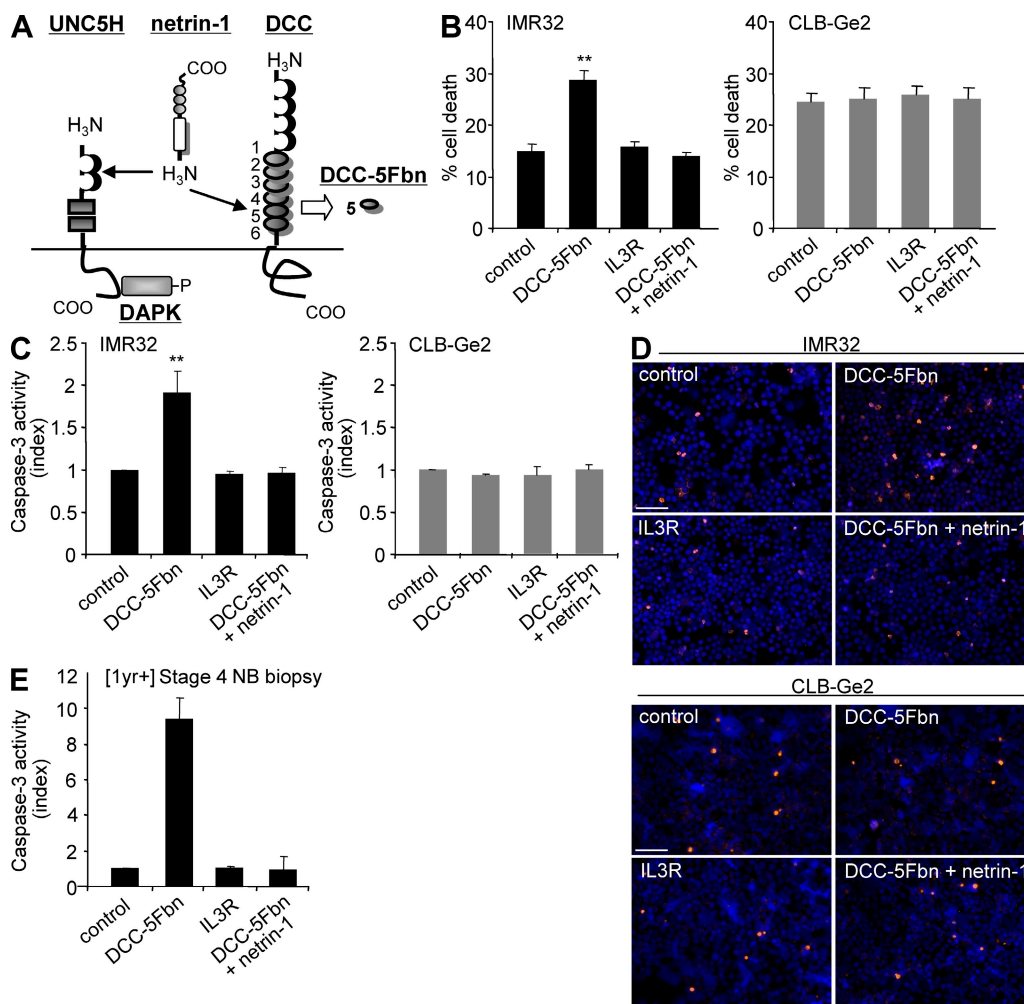 A
UNC5H netrin-1 DCC
COO
H3N
H3N
H3N
1
2
3
4
5
6
DCC-5Fbn
5
P
COO
DAPK
COO
B
IMR32
% cell death
40
30
20
10
0
**
control
DCC-5Fbn
IL3R
DCC-5Fbn
+ netrin-1
CLB-Ge2
% cell death
40
30
20
10
0
control
DCC-5Fbn
IL3R
DCC-5Fbn
+ netrin-1
C
IMR32
Caspase-3 activity
(index)
2.5
2
1.5
1
0.5
0
**
control
DCC-5Fbn
IL3R
DCC-5Fbn
+ netrin-1
CLB-Ge2
Caspase-3 activity
(index)
2.5
2
1.5
1
0.5
0
control
DCC-5Fbn
IL3R
DCC-5Fbn
+ netrin-1
D
IMR32
control
DCC-5Fbn
IL3R
DCC-5Fbn + netrin-1
CLB-Ge2
control
DCC-5Fbn
IL3R
DCC-5Fbn + netrin-1
E
[1yr+] Stage 4 NB biopsy
Caspase-3 activity
(index)
12
10
8
6
4
2
0
control
DCC-5Fbn
IL3R
DCC-5Fbn
+ netrin-1